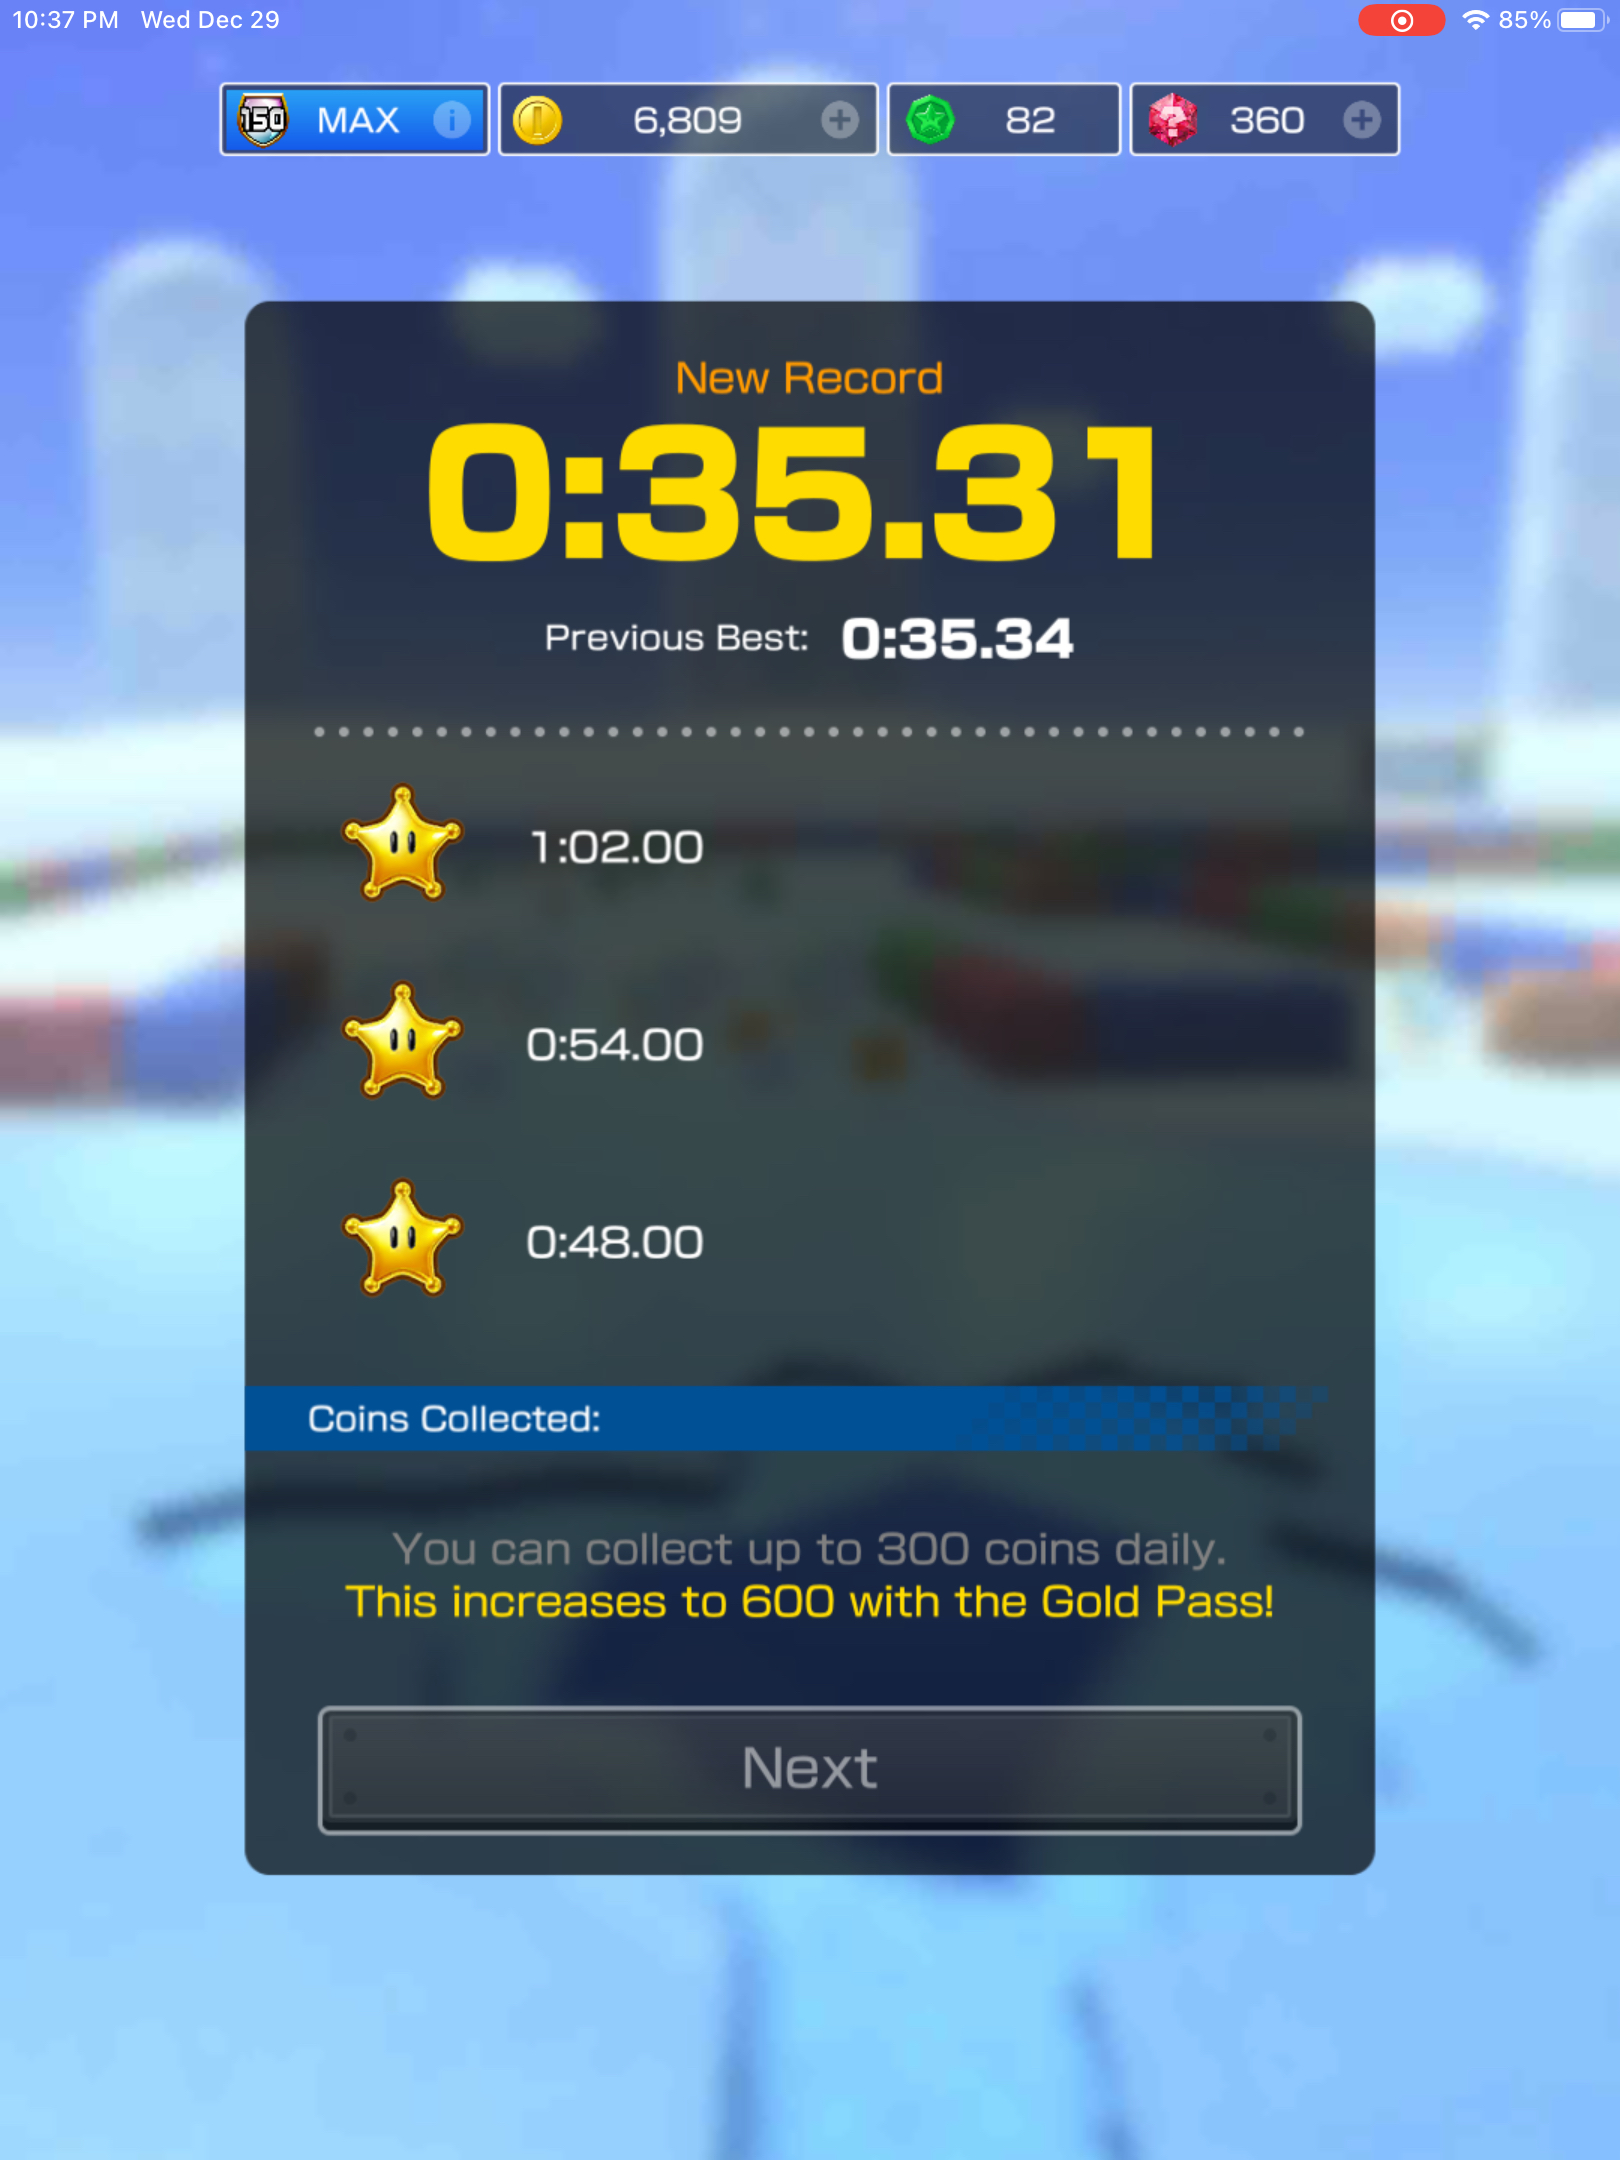 10:37 PM Wed Dec 29 85%
150 MAX i 6,809 + 82 ? 360 +
New Record
0:35.31
Previous Best: 0:35.34
1:02.00
0:54.00
0:48.00
Coins Collected:
You can collect up to 300 coins daily.
This increases to 600 with the Gold Pass!
Next